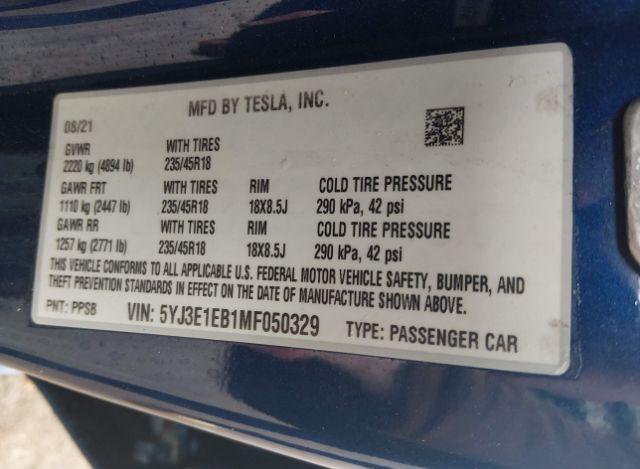 MFD BY TESLA, INC.
08/21
GVWR WITH TIRES
2220 kg (4894 lb) 235/45R18
GAWR FRT WITH TIRES RIM COLD TIRE PRESSURE
1110 kg (2447 lb) 235/45R18 18X8.5J 290 kPa, 42 psi
GAWR RR WITH TIRES RIM COLD TIRE PRESSURE
1257 kg (2771 lb) 235/45R18 18X8.5J 290 kPa, 42 psi
THIS VEHICLE CONFORMS TO ALL APPLICABLE U.S. FEDERAL MOTOR VEHICLE SAFETY, BUMPER, AND
THEFT PREVENTION STANDARDS IN EFFECT ON THE DATE OF MANUFACTURE SHOWN ABOVE.
PNT: PPSB VIN: 5YJ3E1EB1MF050329 TYPE: PASSENGER CAR